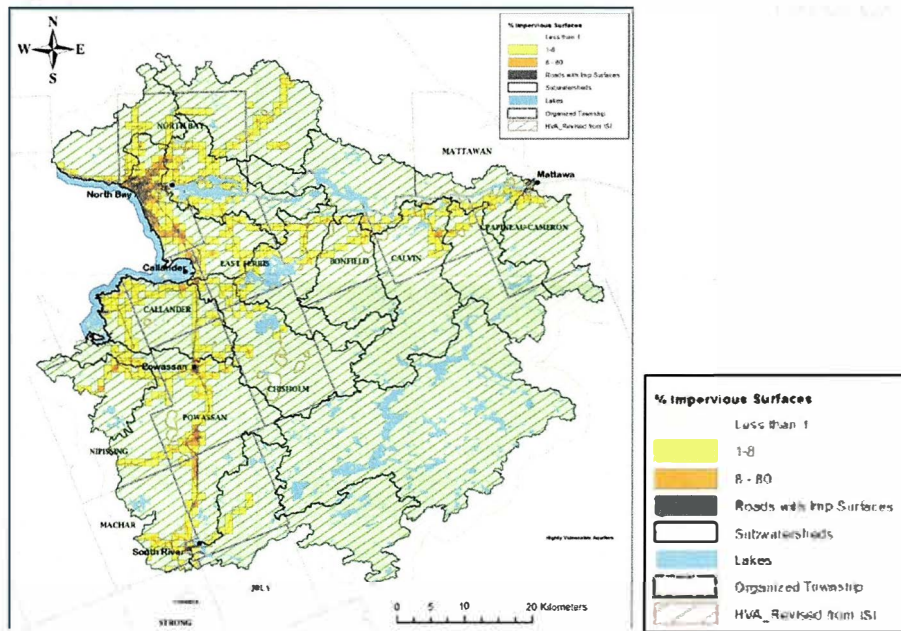 N
W E
S
% Impervious Surfaces
Less than 1
1-8
8 - 80
Roads with Imp Surfaces
Subwatersheds
Lakes
Organized Township
HVA_Revised from ISI
NORTH BAY
MATTAWAN
Mattawa
North Bay
PAPINEAU-CAMERON
EAST FERRIS
BONFIELD
CALVIN
Callander
CALLANDER
Powassan
CHISHOLM
POWASSAN
NIPISSING
MACHAR
South River
Highly Vulnerable Aquifers
JOLY
STRONG
0 5 10 20 Kilometers
% Impervious Surfaces
Less than 1
1-8
8 - 80
Roads with Imp Surfaces
Subwatersheds
Lakes
Organized Township
HVA_Revised from ISI